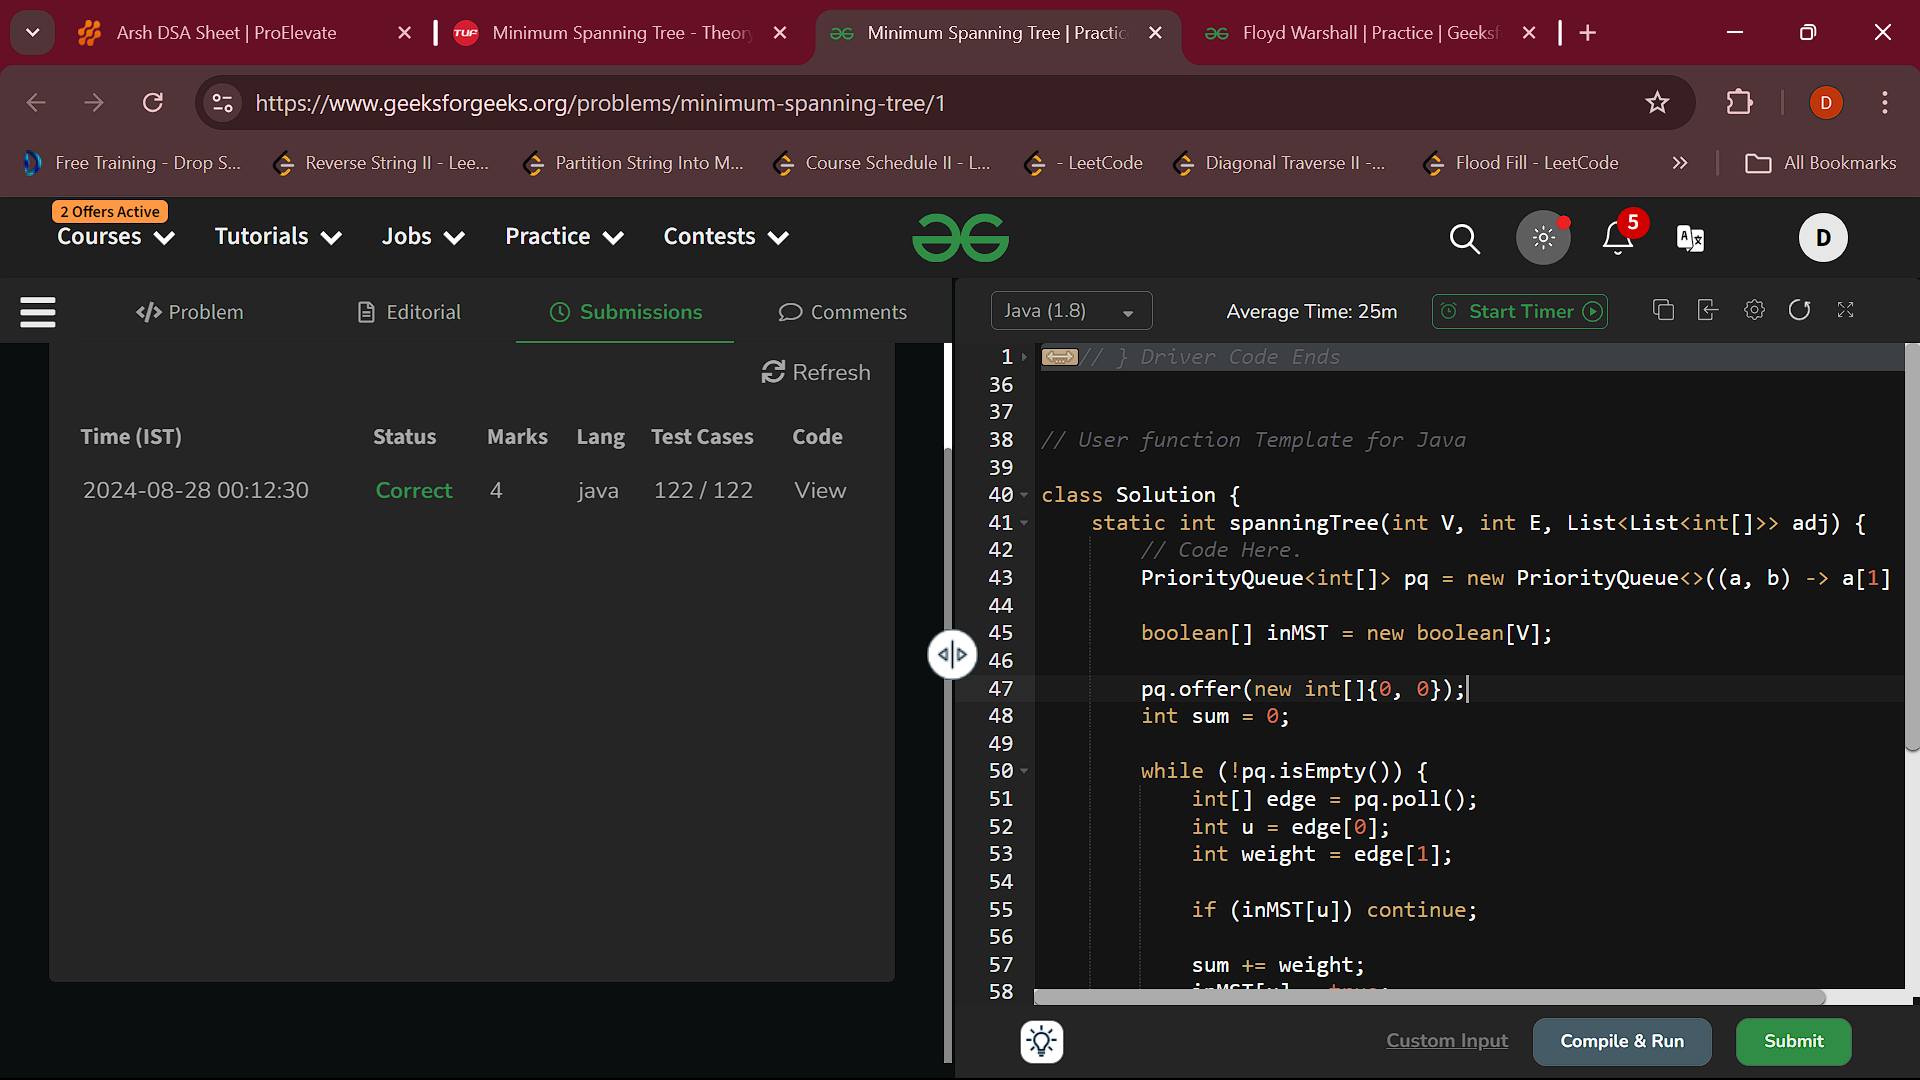 Arsh DSA Sheet | ProElevate
TUF Minimum Spanning Tree - Theory
Minimum Spanning Tree | Practic
Floyd Warshall | Practice | Geeksf
https://www.geeksforgeeks.org/problems/minimum-spanning-tree/1
D
Free Training - Drop S...
Reverse String II - Lee...
Partition String Into M...
Course Schedule II - L...
- LeetCode
Diagonal Traverse II -...
Flood Fill - LeetCode
All Bookmarks
2 Offers Active
Courses
Tutorials
Jobs
Practice
Contests
5
D
</> Problem
Editorial
Submissions
Comments
Java (1.8)
Average Time: 25m
Start Timer
Refresh
Time (IST) Status Marks Lang Test Cases Code
2024-08-28 00:12:30 Correct 4 java 122 / 122 View
1 // } Driver Code Ends
36
37
38 // User function Template for Java
39
40 class Solution {
41 static int spanningTree(int V, int E, List<List<int[]>> adj) {
42 // Code Here.
43 PriorityQueue<int[]> pq = new PriorityQueue<>((a, b) -> a[1]
44
45 boolean[] inMST = new boolean[V];
46
47 pq.offer(new int[]{0, 0});
48 int sum = 0;
49
50 while (!pq.isEmpty()) {
51 int[] edge = pq.poll();
52 int u = edge[0];
53 int weight = edge[1];
54
55 if (inMST[u]) continue;
56
57 sum += weight;
58 inMST[u] = true;
Custom Input
Compile & Run
Submit